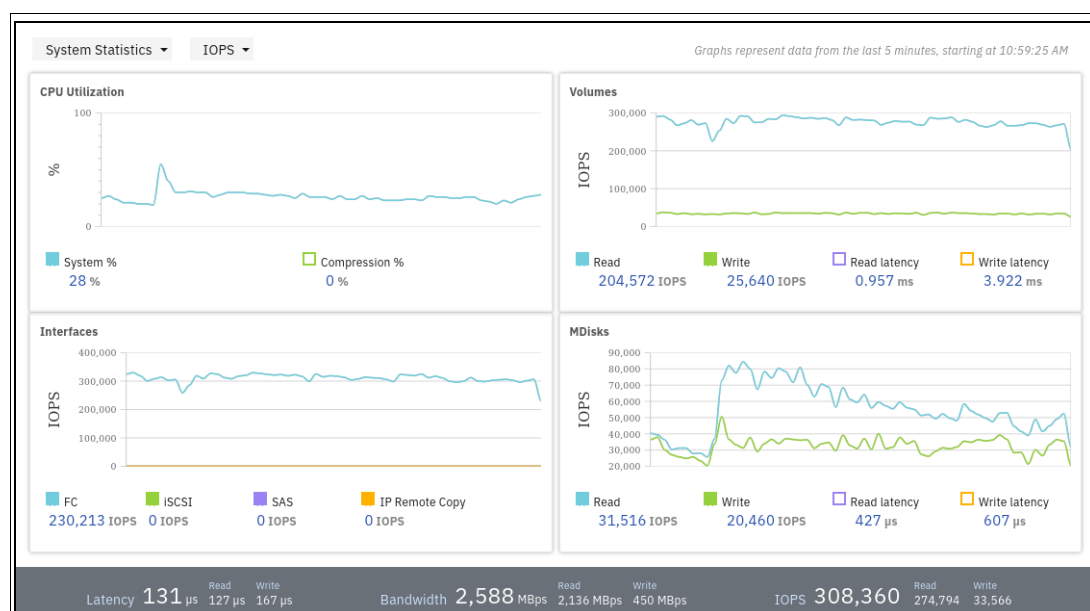 System Statistics IOPS Graphs represent data from the last 5 minutes, starting at 10:59:25 AM
CPU Utilization
100
%
0
System % Compression %
28 % 0 %
Volumes
300,000
200,000
IOPS
100,000
0
Read Write Read latency Write latency
204,572 IOPS 25,640 IOPS 0.957 ms 3.922 ms
Interfaces
400,000
300,000
IOPS
200,000
100,000
0
FC iSCSI SAS IP Remote Copy
230,213 IOPS 0 IOPS 0 IOPS 0 IOPS
MDisks
90,000
80,000
70,000
60,000
IOPS
50,000
40,000
30,000
20,000
Read Write Read latency Write latency
31,516 IOPS 20,460 IOPS 427 µs 607 µs
Read Write Read Write Read Write
Latency 131 µs 127 µs 167 µs Bandwidth 2,588 MBps 2,136 MBps 450 MBps IOPS 308,360 274,794 33,566